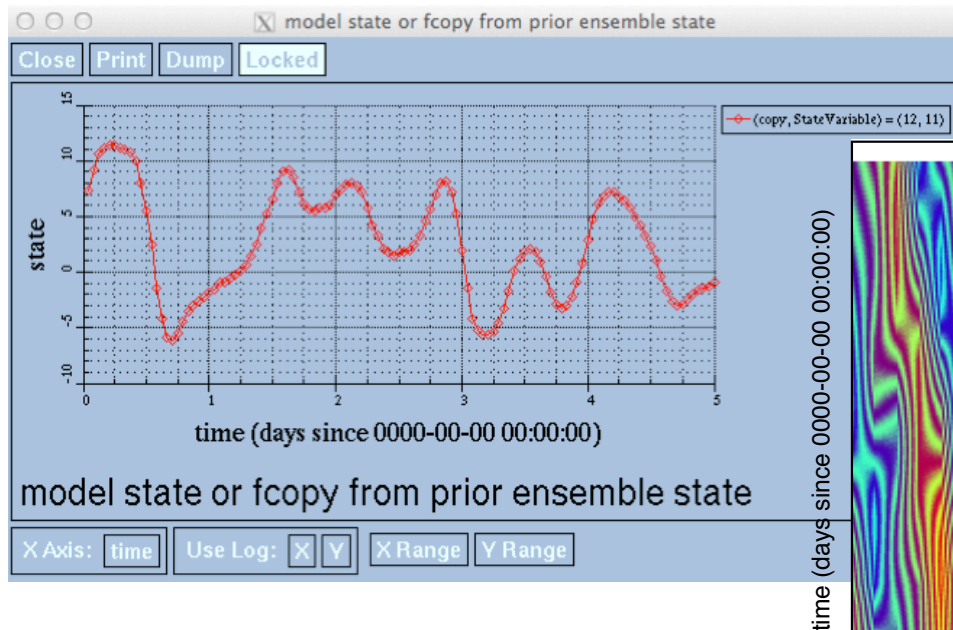 model state or fcopy from prior ensemble state
Close Print Dump Locked
15
10
5
0
-5
-10
state
0 1 2 3 4 5
time (days since 0000-00-00 00:00:00)
(copy, StateVariable) = (12, 11)
model state or fcopy from prior ensemble state
X Axis: time Use Log: X Y X Range Y Range
time (days since 0000-00-00 00:00:00)